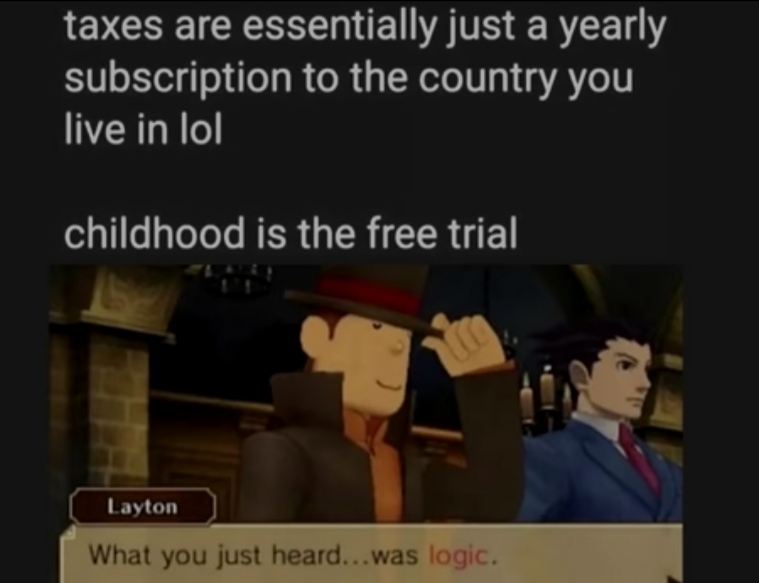 taxes are essentially just a yearly
subscription to the country you
live in lol
childhood is the free trial
Layton
What you just heard...was logic.